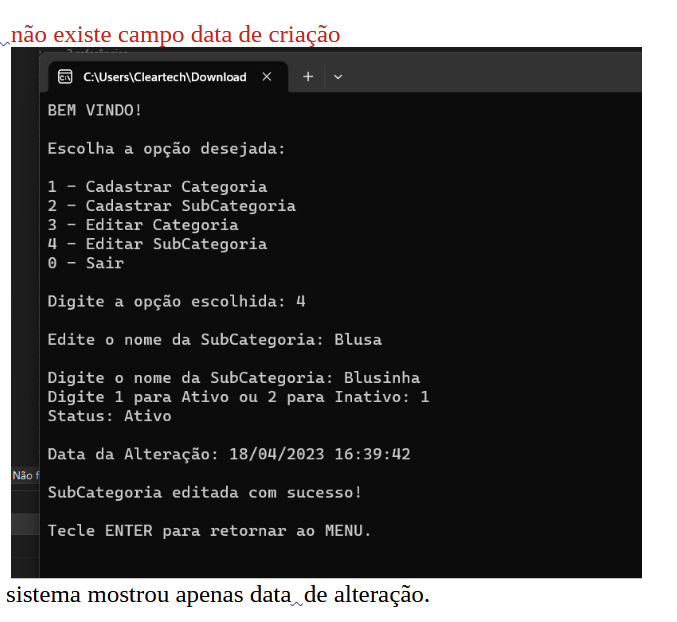 não existe campo data de criação
C:\Users\Cleartech\Download
BEM VINDO!
Escolha a opção desejada:
1 - Cadastrar Categoria
2 - Cadastrar SubCategoria
3 - Editar Categoria
4 - Editar SubCategoria
0 - Sair
Digite a opção escolhida: 4
Edite o nome da SubCategoria: Blusa
Digite o nome da SubCategoria: Blusinha
Digite 1 para Ativo ou 2 para Inativo: 1
Status: Ativo
Data da Alteração: 18/04/2023 16:39:42
Não f
SubCategoria editada com sucesso!
Tecle ENTER para retornar ao MENU.
sistema mostrou apenas data de alteração.